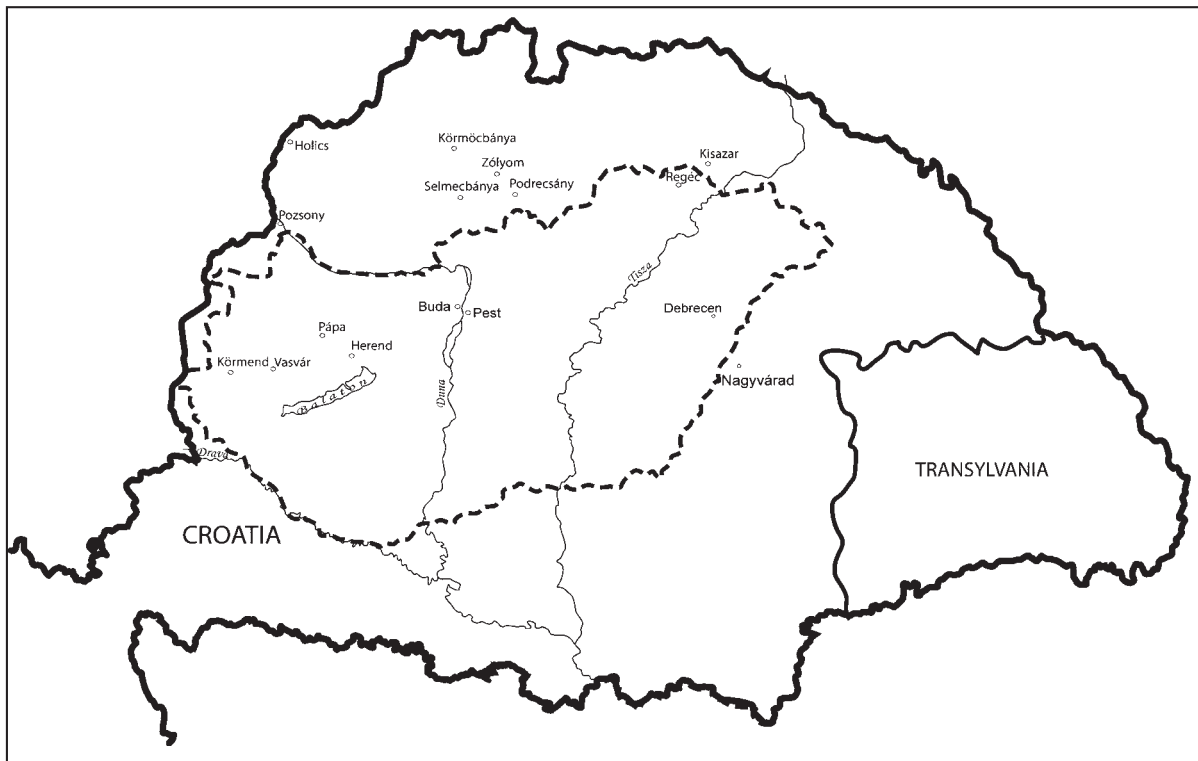 Holics
Körmöcbánya
Zólyom
Kisazar
Selmecbánya
Podrecsány
Regéc
Pozsony
Tisza
Buda
Pest
Debrecen
Pápa
Herend
Körmend
Vasvár
Nagyvárad
Balaton
Duna
Drava
TRANSYLVANIA
CROATIA